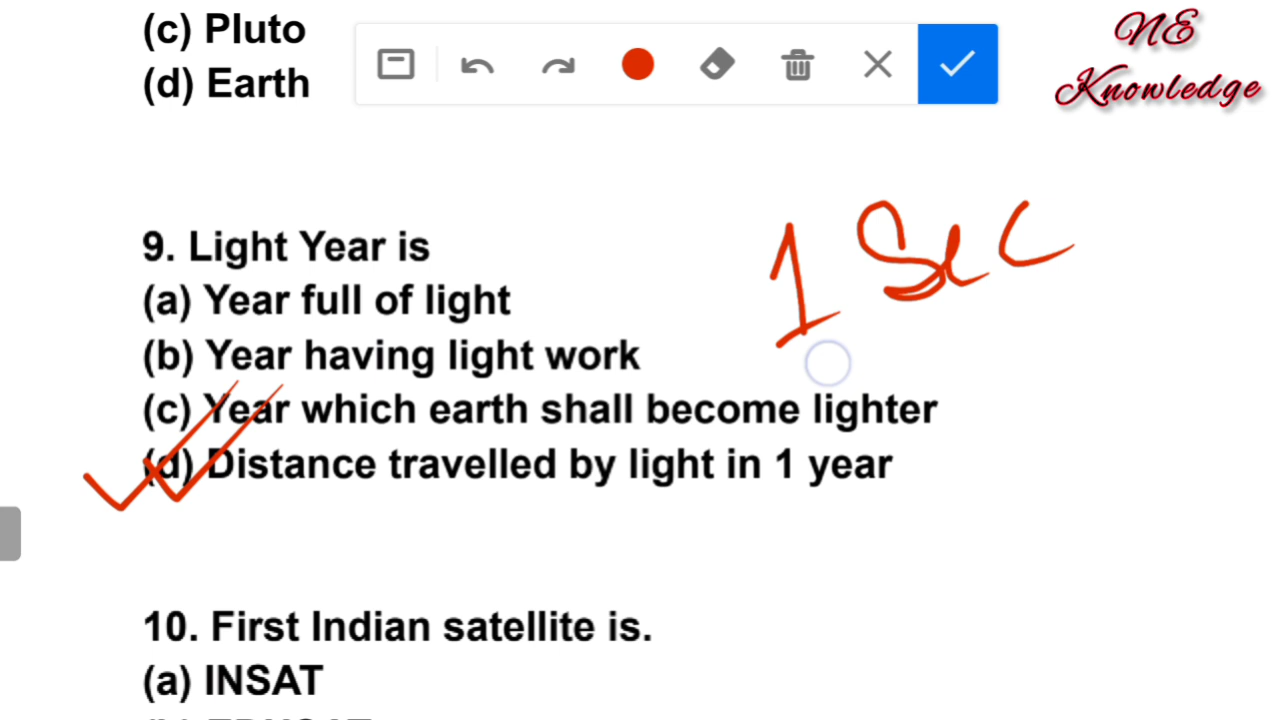 (c) Pluto
(d) Earth
NE
Knowledge
9. Light Year is
(a) Year full of light
(b) Year having light work
(c) Year which earth shall become lighter
(d) Distance travelled by light in 1 year
1 Sec
10. First Indian satellite is.
(a) INSAT